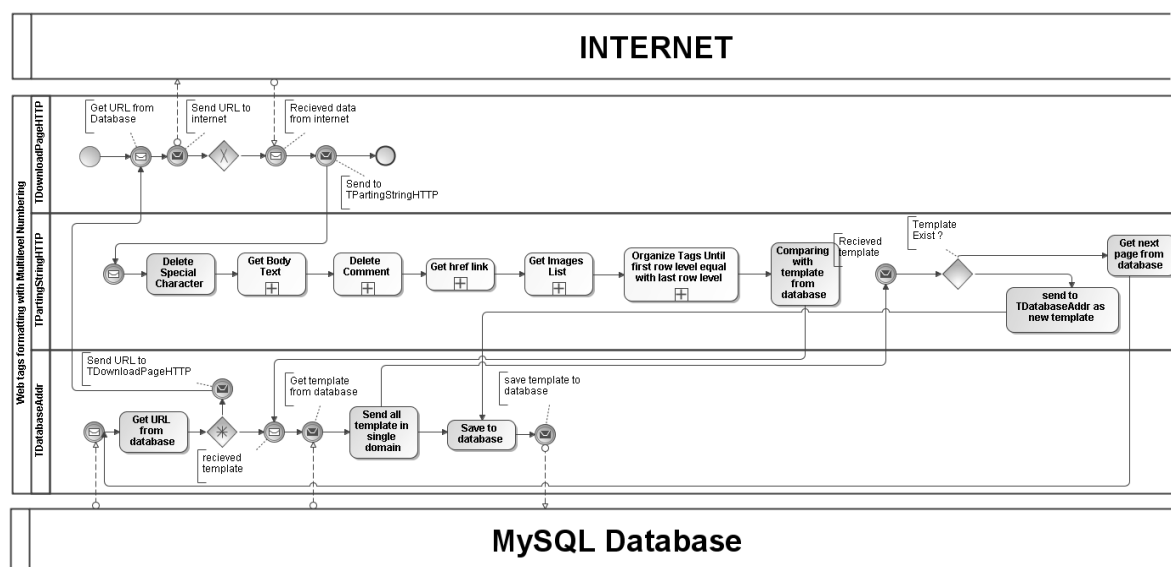 INTERNET
Web tags formatting with Multilevel Numbering
TDownloadPageHTTP
Get URL from
Database
Send URL to
internet
Recieved data
from internet
Send to
TPartingStringHTTP
TPartingStringHTTP
Delete
Special
Character
Get Body
Text
Delete
Comment
Get href link
Get Images
List
Organize Tags Until
first row level equal
with last row level
Comparing
with
template
from
database
Recieved
template
Template
Exist ?
Get next
page from
database
send to
TDatabaseAddr as
new template
TDatabaseAddr
Send URL to
TDownloadPageHTTP
Get URL
from
database
recieved
template
Get template
from database
Send all
template in
single
domain
Save to
database
save template to
database
MySQL Database